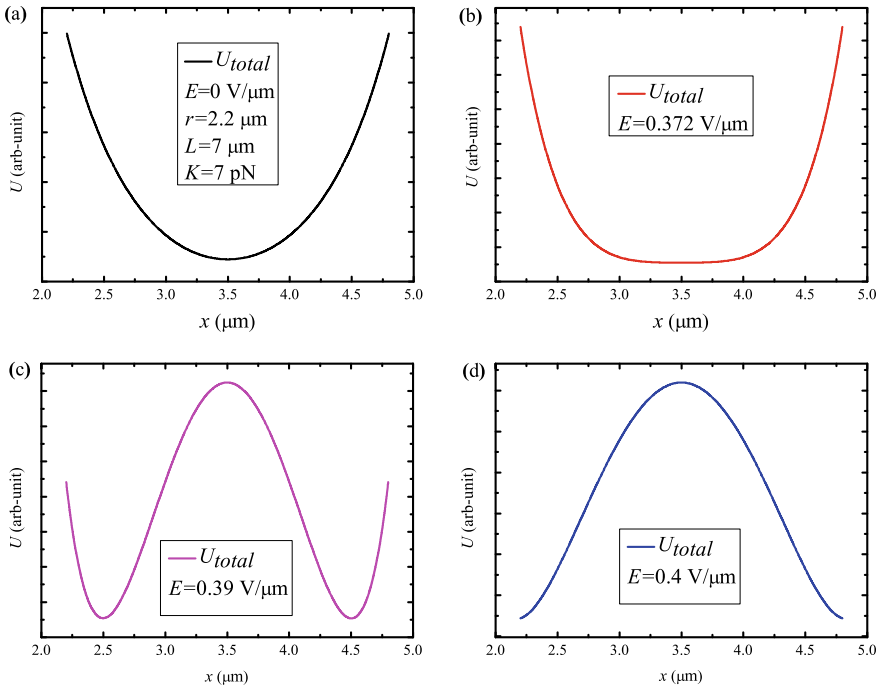 (a)
U_total
E=0 V/μm
r=2.2 μm
L=7 μm
K=7 pN
U (arb-unit)
2.0 2.5 3.0 3.5 4.0 4.5 5.0
x (μm)
(b)
U_total
E=0.372 V/μm
U (arb-unit)
2.0 2.5 3.0 3.5 4.0 4.5 5.0
x (μm)
(c)
U_total
E=0.39 V/μm
U (arb-unit)
2.0 2.5 3.0 3.5 4.0 4.5 5.0
x (μm)
(d)
U_total
E=0.4 V/μm
U (arb-unit)
2.0 2.5 3.0 3.5 4.0 4.5 5.0
x (μm)